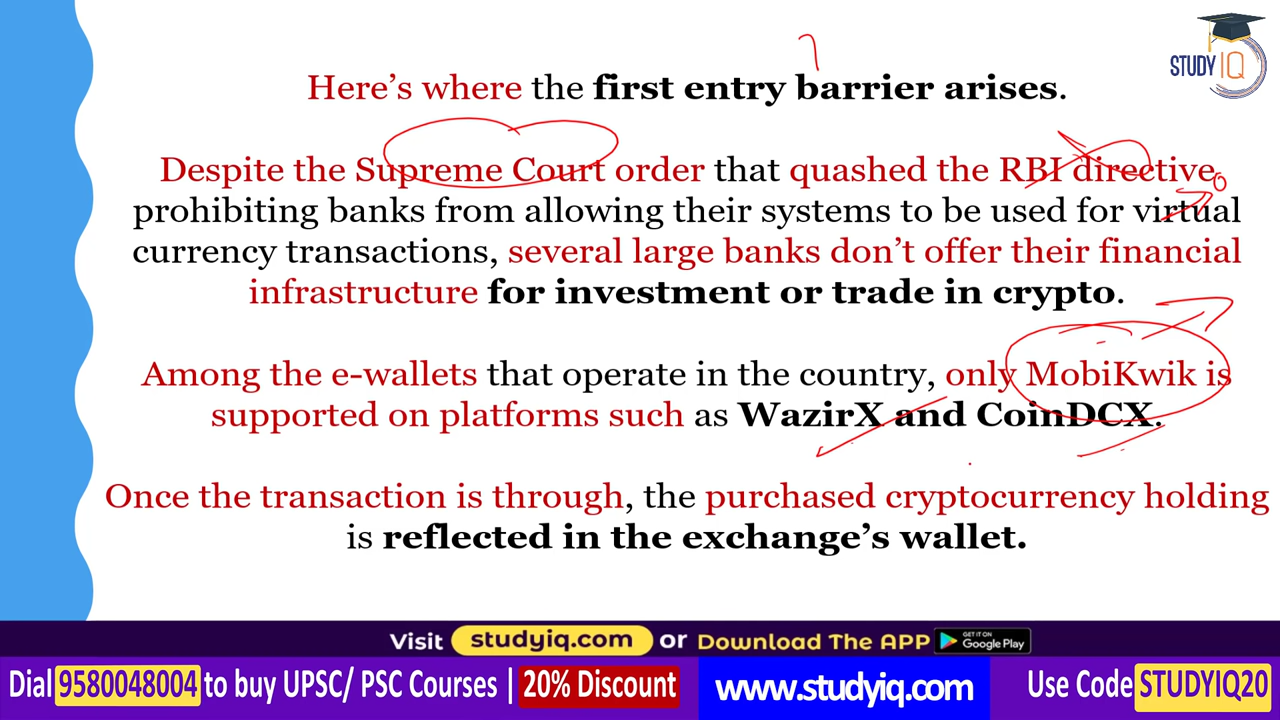 STUDY IQ
Here's where the first entry barrier arises.
Despite the Supreme Court order that quashed the RBI directive
prohibiting banks from allowing their systems to be used for virtual
currency transactions, several large banks don't offer their financial
infrastructure for investment or trade in crypto.
Among the e-wallets that operate in the country, only MobiKwik is
supported on platforms such as WazirX and CoinDCX.
Once the transaction is through, the purchased cryptocurrency holding
is reflected in the exchange's wallet.
Visit studyiq.com or Download The APP GET IT ON Google Play
Dial 9580048004 to buy UPSC/ PSC Courses | 20% Discount www.studyiq.com Use Code STUDYIQ20